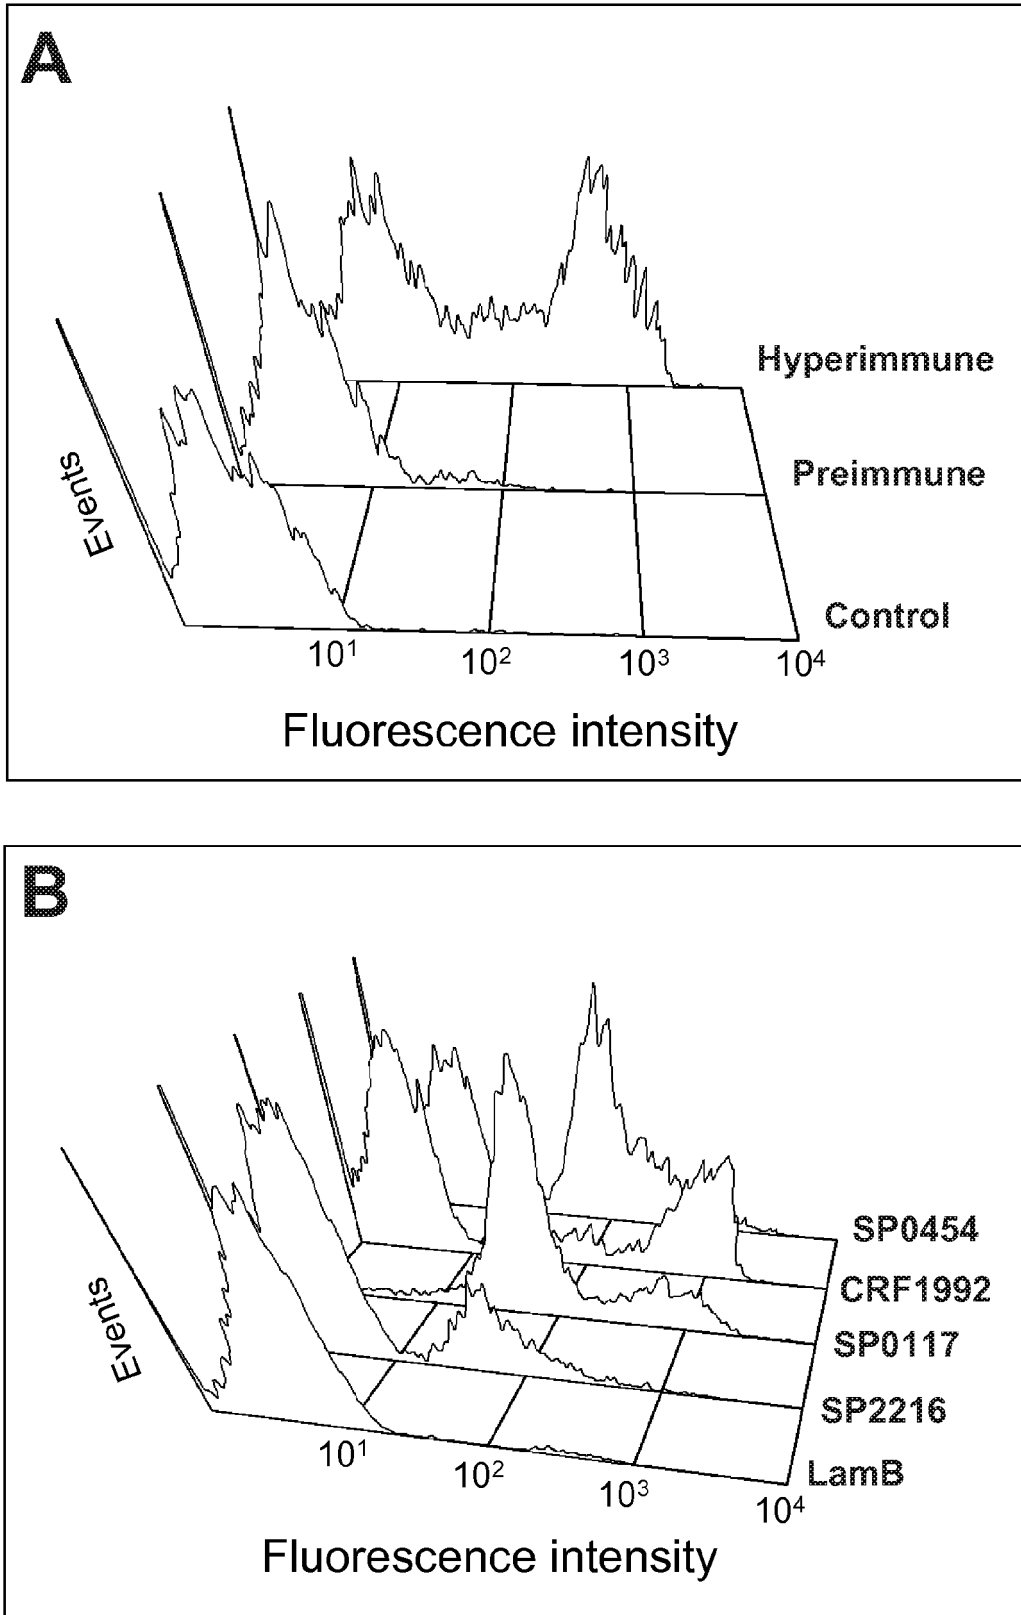 A
Hyperimmune
Preimmune
Control
Events
10¹ 10² 10³ 10⁴
Fluorescence intensity
B
SP0454
CRF1992
SP0117
SP2216
LamB
Events
10¹ 10² 10³ 10⁴
Fluorescence intensity